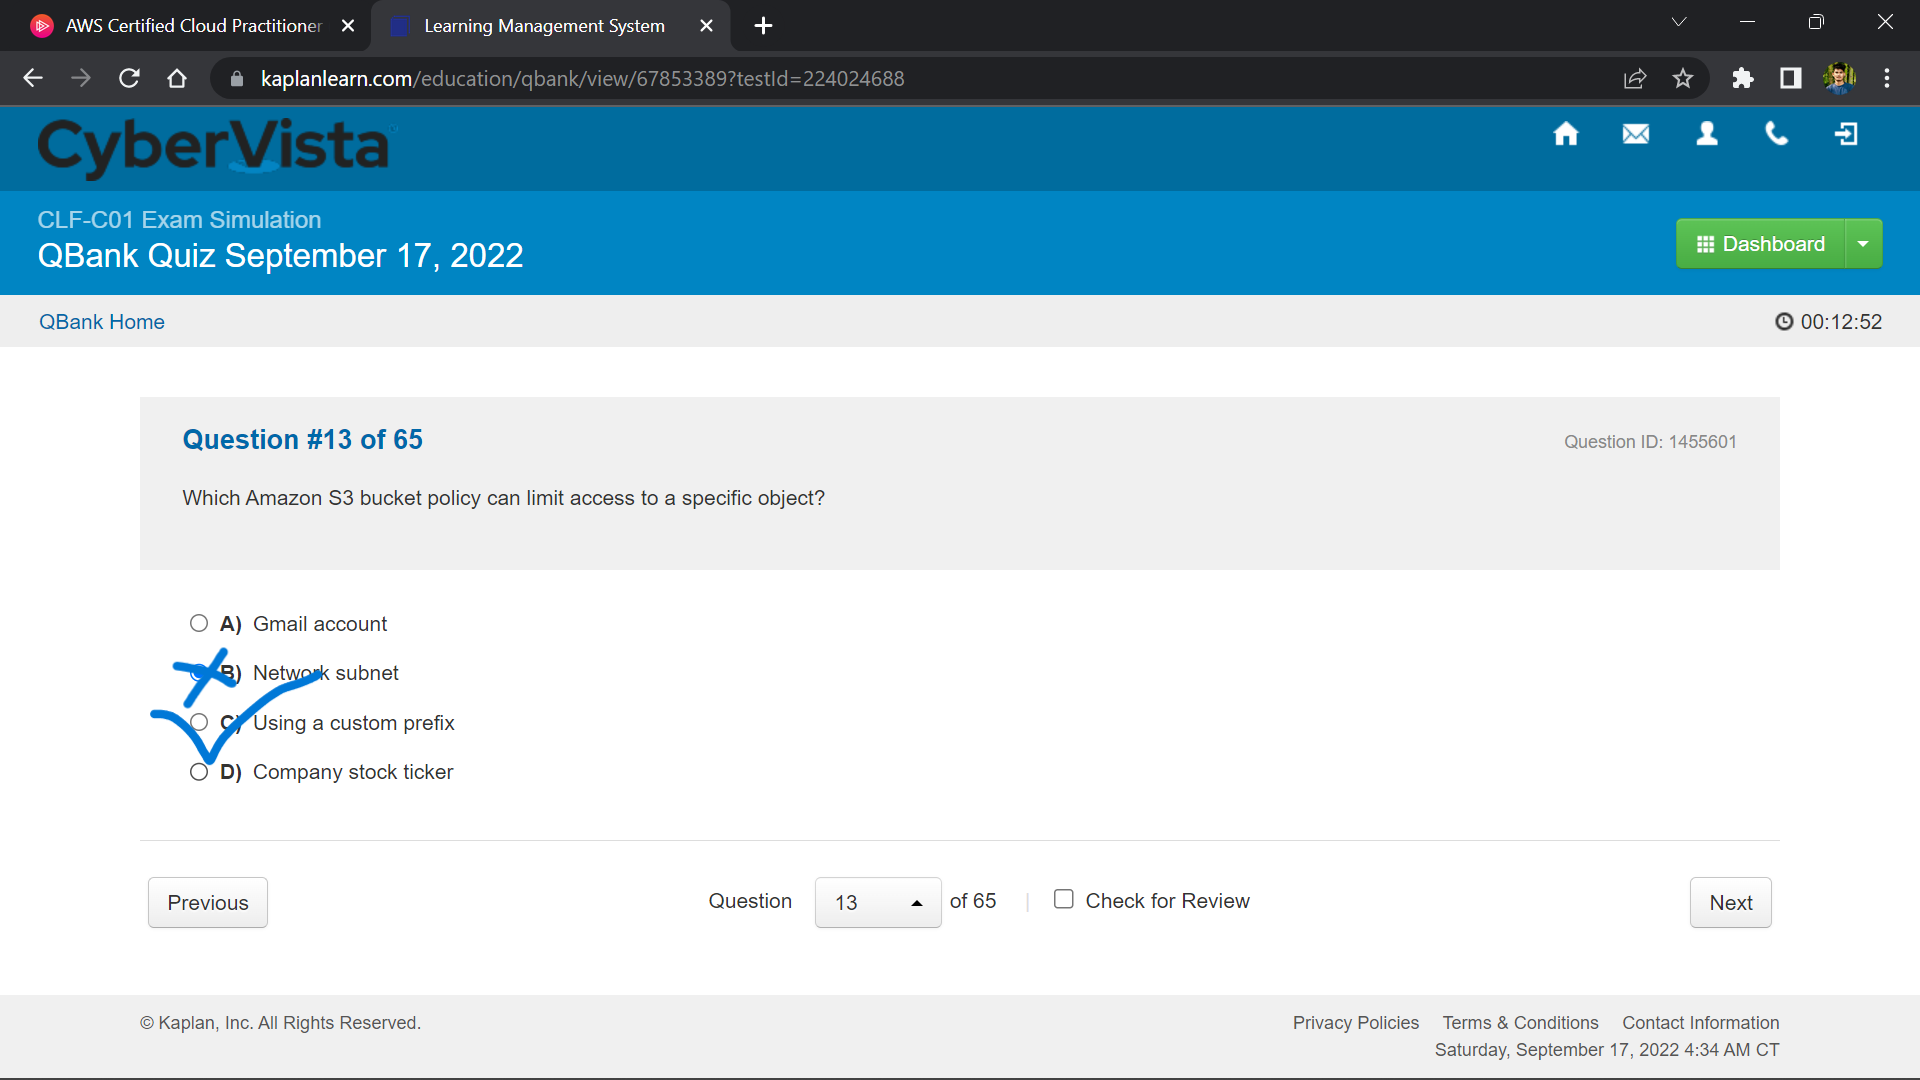 AWS Certified Cloud Practitioner
Learning Management System
kaplanlearn.com/education/qbank/view/67853389?testId=224024688
CyberVista
CLF-C01 Exam Simulation
QBank Quiz September 17, 2022
Dashboard
QBank Home
00:12:52
Question #13 of 65
Question ID: 1455601
Which Amazon S3 bucket policy can limit access to a specific object?
A) Gmail account
B) Network subnet
C) Using a custom prefix
D) Company stock ticker
Previous
Question 13 of 65 | Check for Review
Next
© Kaplan, Inc. All Rights Reserved.
Privacy Policies Terms & Conditions Contact Information
Saturday, September 17, 2022 4:34 AM CT